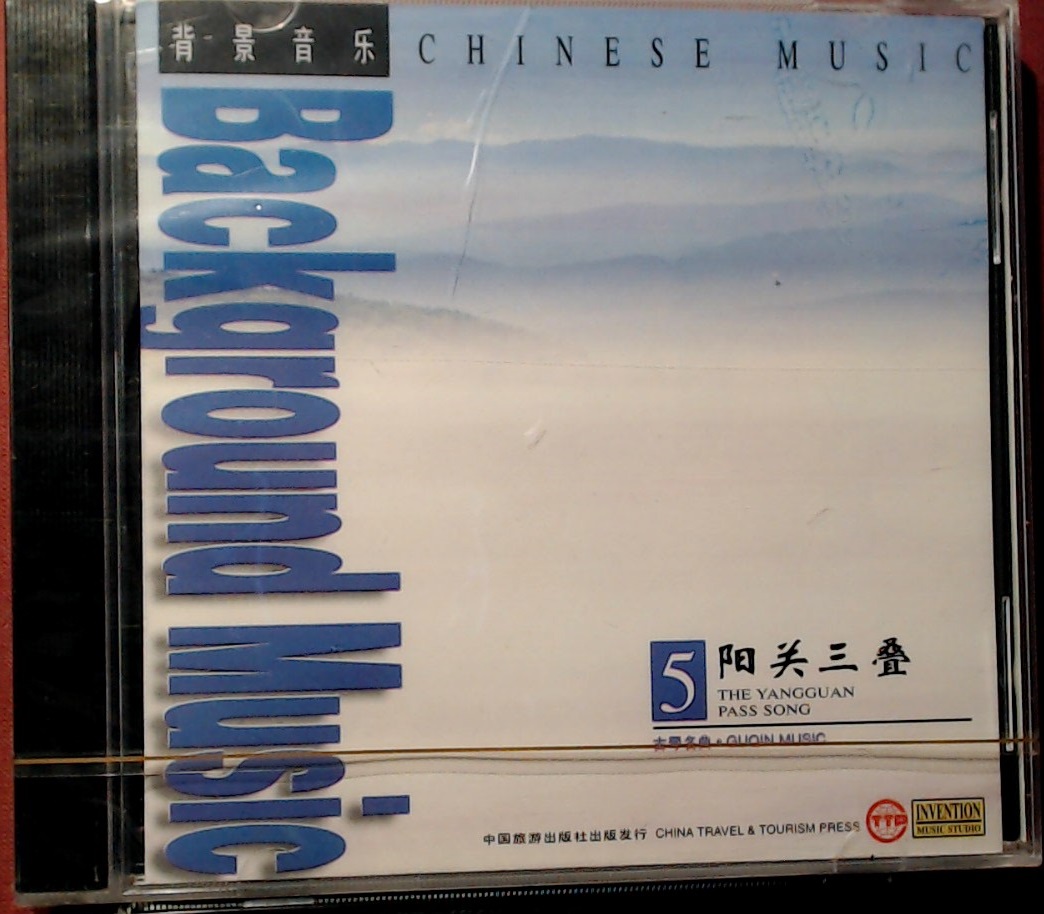 背景音乐 CHINESE MUSIC
Background Music
5 阳关三叠
THE YANGGUAN
PASS SONG
古琴名曲·GUQIN MUSIC
中国旅游出版社出版发行 CHINA TRAVEL & TOURISM PRESS
TTP
INVENTION
MUSIC STUDIO